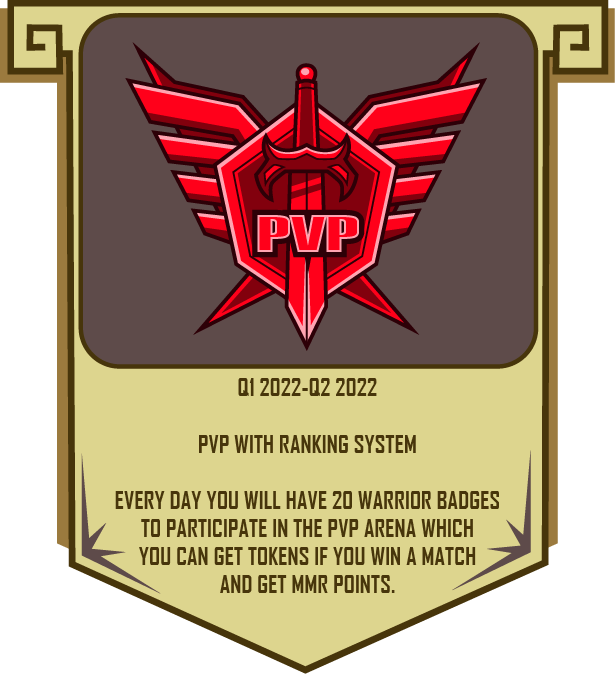 PVP
Q1 2022-Q2 2022
PVP WITH RANKING SYSTEM
EVERY DAY YOU WILL HAVE 20 WARRIOR BADGES
TO PARTICIPATE IN THE PVP ARENA WHICH
YOU CAN GET TOKENS IF YOU WIN A MATCH
AND GET MMR POINTS.